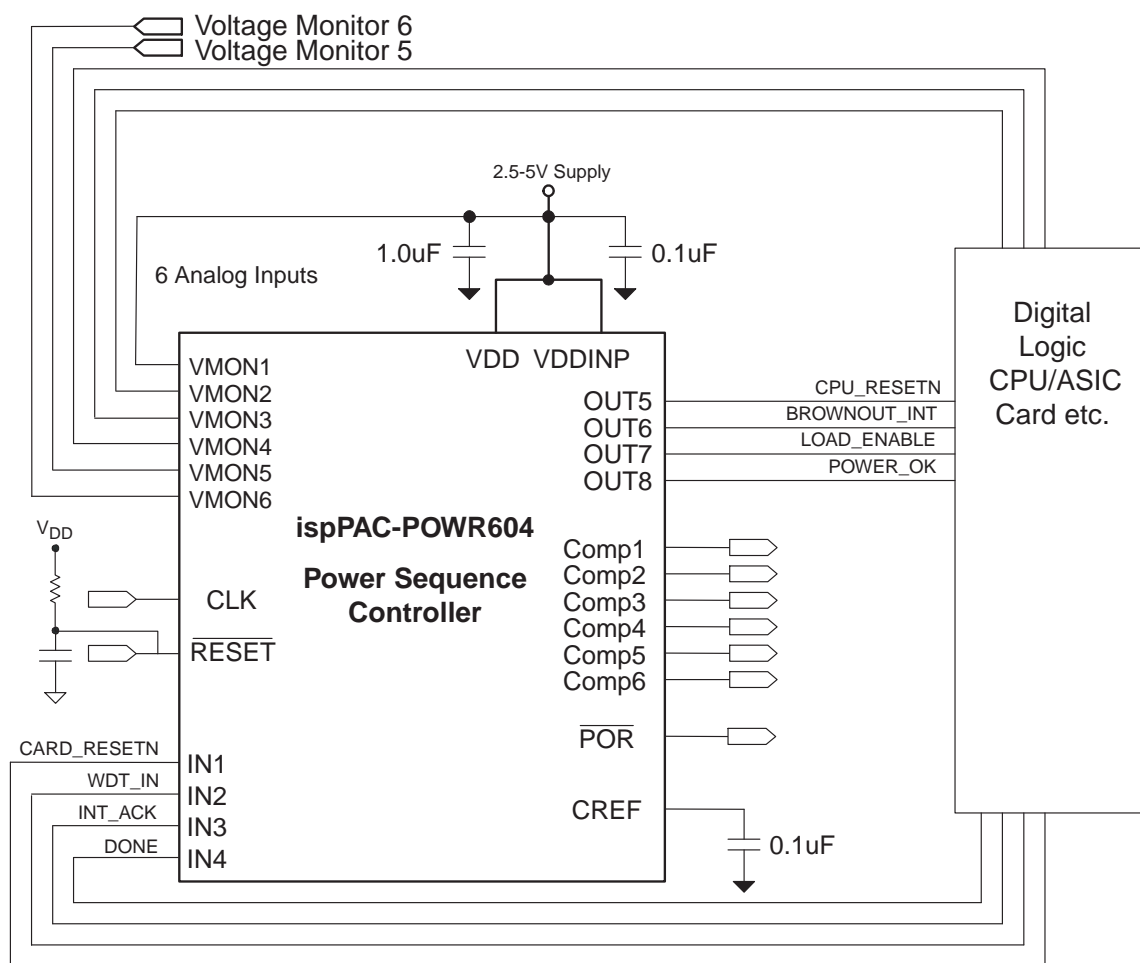 Voltage Monitor 6
Voltage Monitor 5
2.5-5V Supply
1.0uF
0.1uF
6 Analog Inputs
VDD VDDINP
VMON1
VMON2
VMON3
VMON4
VMON5
VMON6
OUT5
OUT6
OUT7
OUT8
CPU_RESETN
BROWNOUT_INT
LOAD_ENABLE
POWER_OK
Digital
Logic
CPU/ASIC
Card etc.
ispPAC-POWR604
Power Sequence
Controller
VDD
CLK
RESET
Comp1
Comp2
Comp3
Comp4
Comp5
Comp6
POR
CARD_RESETN
WDT_IN
INT_ACK
DONE
IN1
IN2
IN3
IN4
CREF
0.1uF